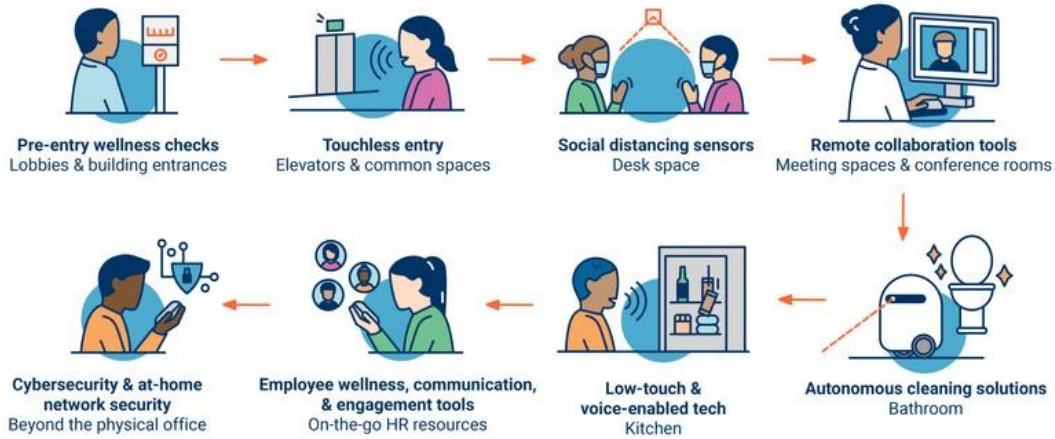 Pre-entry wellness checks
Lobbies & building entrances
Touchless entry
Elevators & common spaces
Social distancing sensors
Desk space
Remote collaboration tools
Meeting spaces & conference rooms
Cybersecurity & at-home
network security
Beyond the physical office
Employee wellness, communication,
& engagement tools
On-the-go HR resources
Low-touch &
voice-enabled tech
Kitchen
Autonomous cleaning solutions
Bathroom